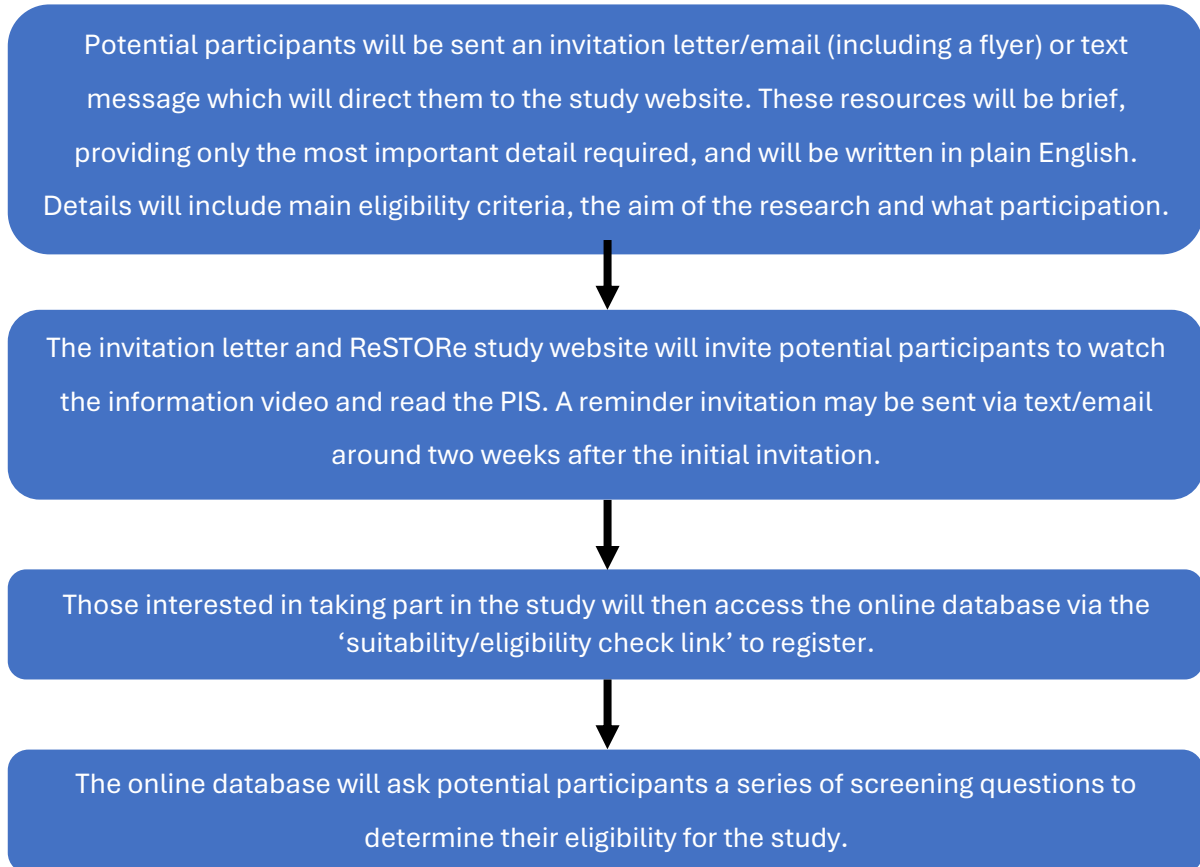 Potential participants will be sent an invitation letter/email (including a flyer) or text
message which will direct them to the study website. These resources will be brief,
providing only the most important detail required, and will be written in plain English.
Details will include main eligibility criteria, the aim of the research and what participation.
The invitation letter and ReSTORe study website will invite potential participants to watch
the information video and read the PIS. A reminder invitation may be sent via text/email
around two weeks after the initial invitation.
Those interested in taking part in the study will then access the online database via the
‘suitability/eligibility check link’ to register.
The online database will ask potential participants a series of screening questions to
determine their eligibility for the study.